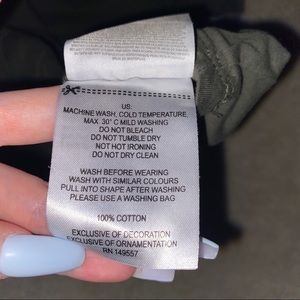 US:
MACHINE WASH, COLD TEMPERATURE,
MAX. 30° C MILD WASHING
DO NOT BLEACH
DO NOT TUMBLE DRY
NOT HOT IRONING
DO NOT DRY CLEAN
WASH BEFORE WEARING
WASH WITH SIMILAR COLOURS
PULL INTO SHAPE AFTER WASHING
PLEASE USE A WASHING BAG
100% COTTON
EXCLUSIVE OF DECORATION
EXCLUSIVE OF ORNAMENTATION
RN 149557